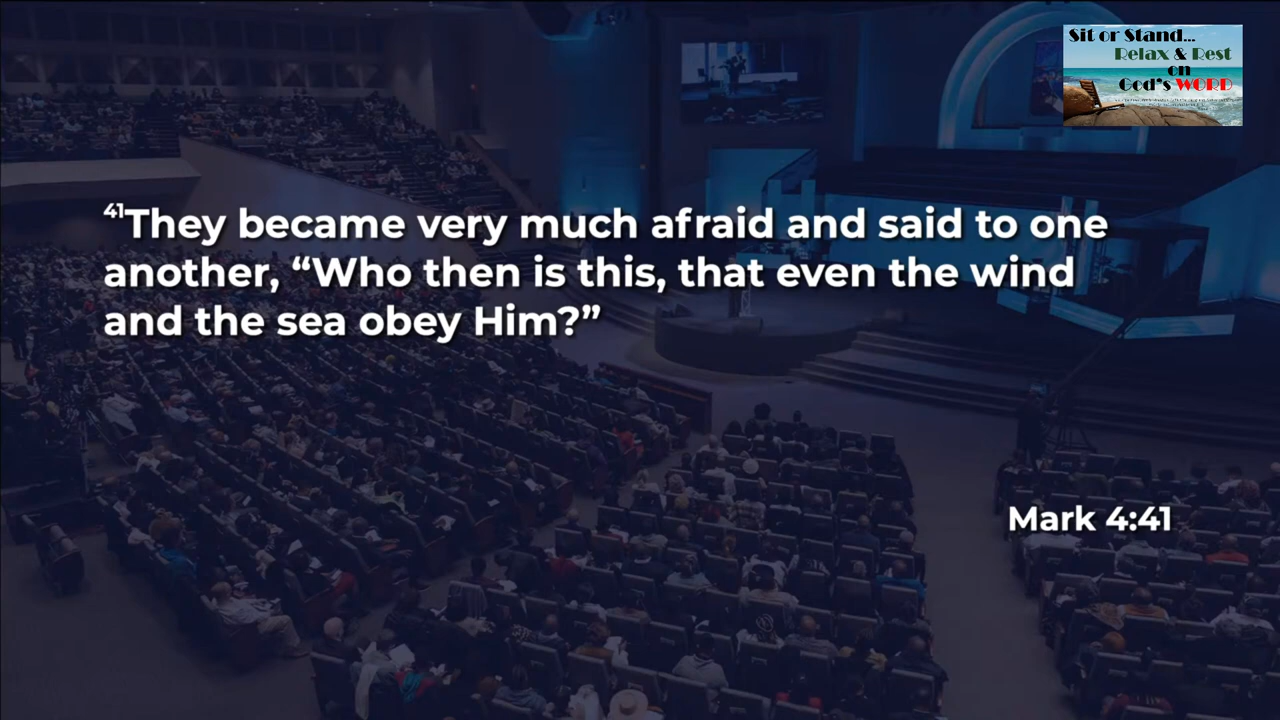 Sit or Stand...
Relax & Rest
on
God's WORD
41They became very much afraid and said to one
another, “Who then is this, that even the wind
and the sea obey Him?”
Mark 4:41